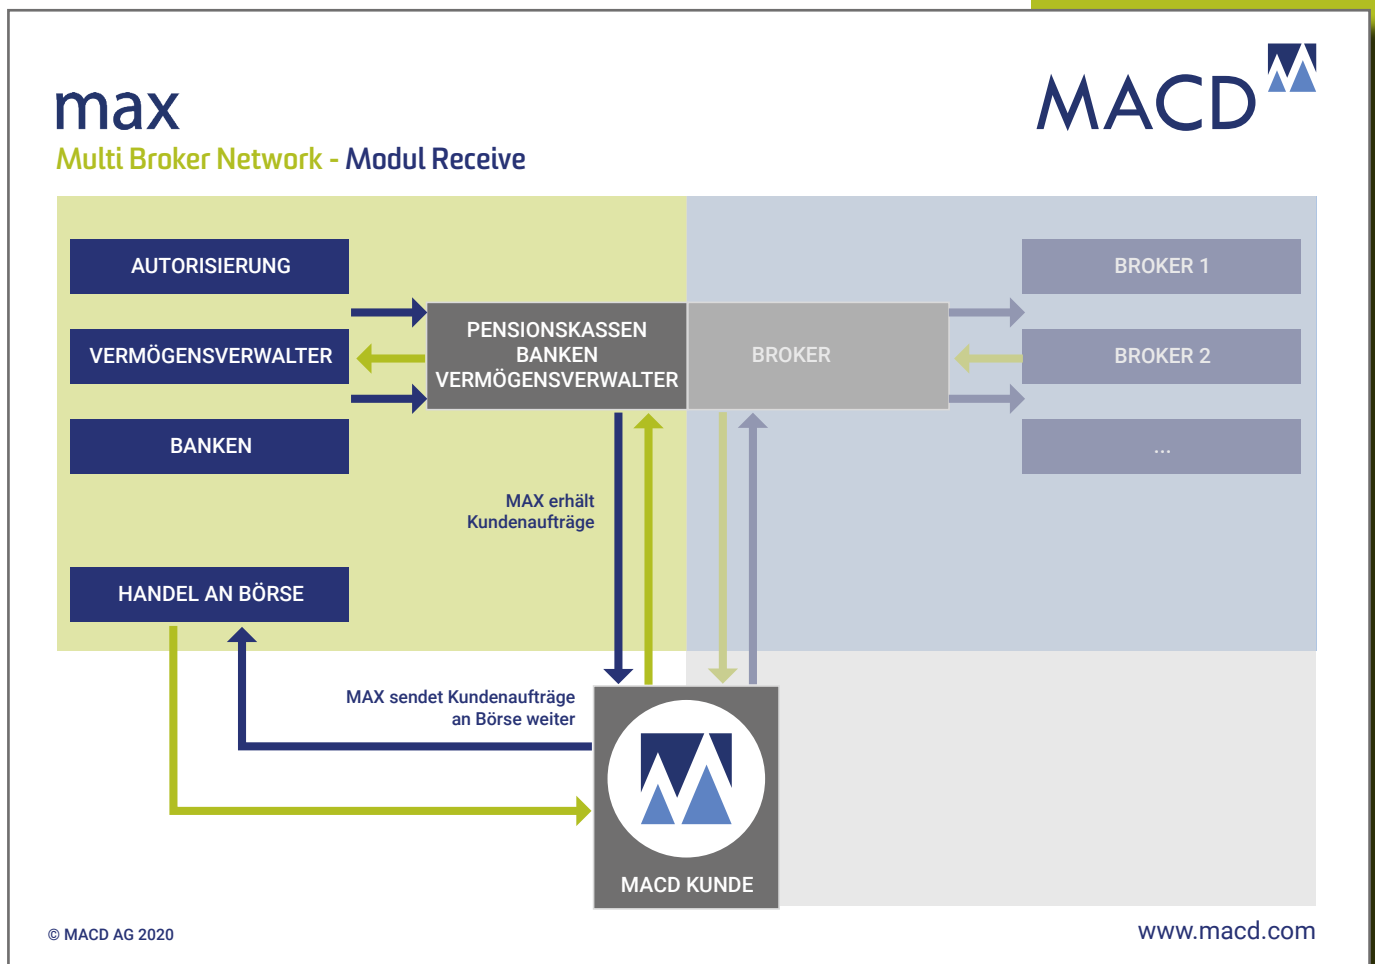 max
MACD
Multi Broker Network - Modul Receive
AUTORISIERUNG
VERMÖGENSVERWALTER
BANKEN
HANDEL AN BÖRSE
PENSIONSKASSEN
BANKEN
VERMÖGENSVERWALTER
BROKER
BROKER 1
BROKER 2
...
MAX erhält
Kundenaufträge
MAX sendet Kundenaufträge
an Börse weiter
MACD KUNDE
© MACD AG 2020
www.macd.com